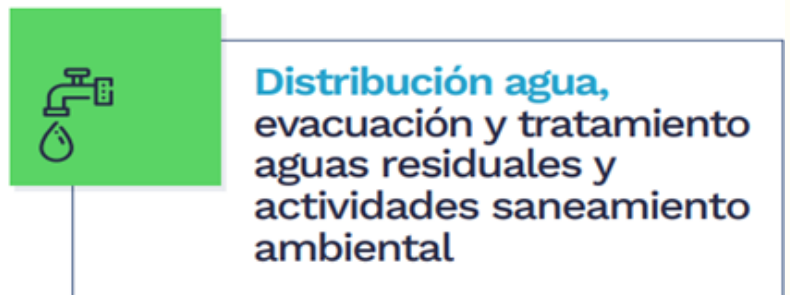 Distribución agua,
evacuación y tratamiento
aguas residuales y
actividades saneamiento
ambiental